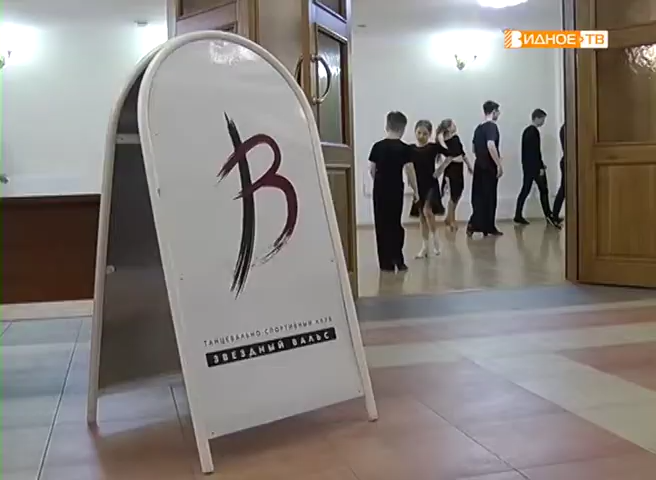 ВИДНОЕ ТВ
В
ТАНЦЕВАЛЬНО-СПОРТИВНЫЙ КЛУБ
ЗВЕЗДНЫЙ ВАЛЬС